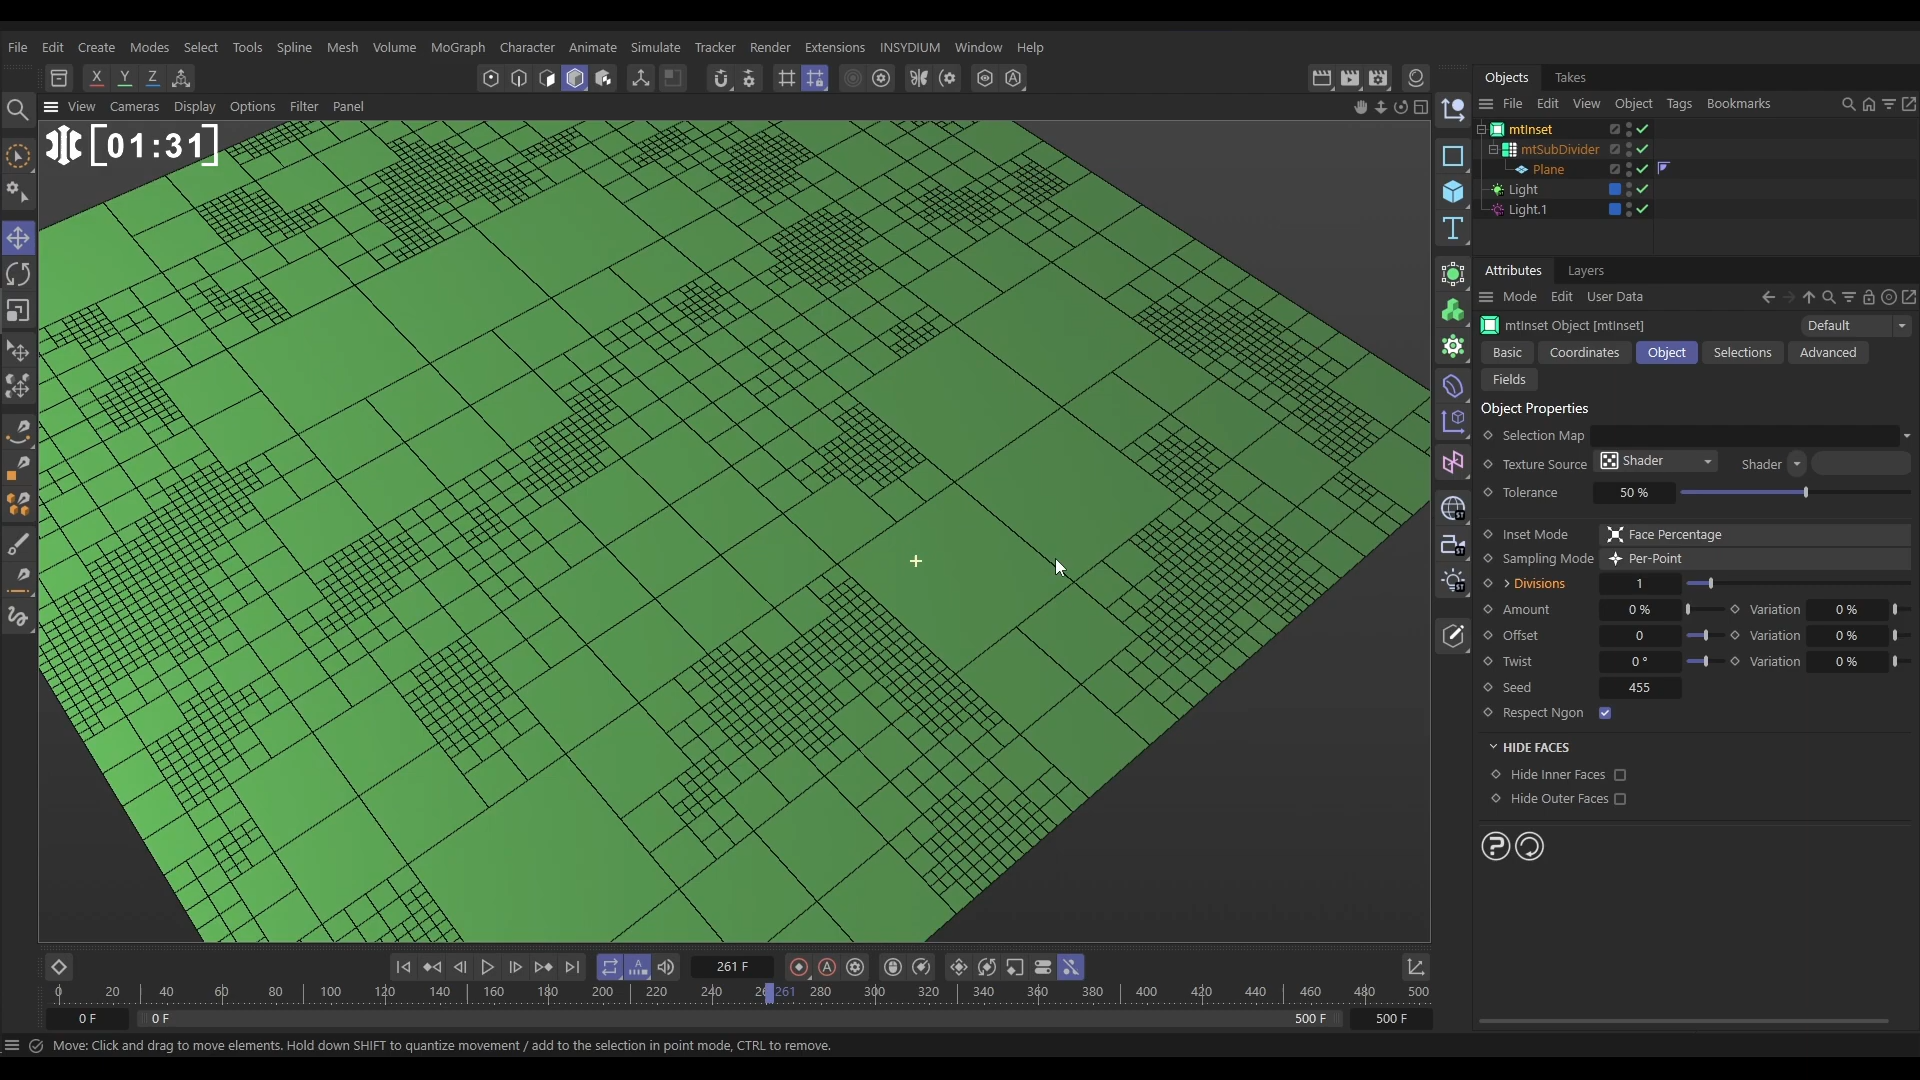 File Edit Create Modes Select Tools Spline Mesh Volume MoGraph Character Animate Simulate Tracker Render Extensions INSYDIUM Window Help
X Y Z
Objects Takes
View Cameras Display Options Filter Panel
File Edit View Object Tags Bookmarks
[01:31]
mtInset
mtSubDivider
Plane
Light
Light.1
Attributes Layers
Mode Edit User Data
mtInset Object [mtInset] Default
Basic Coordinates Object Selections Advanced
Fields
Object Properties
Selection Map
Texture Source Shader Shader
Tolerance 50 %
Inset Mode Face Percentage
Sampling Mode Per-Point
Divisions 1
Amount 0 % Variation 0 %
Offset 0 Variation 0 %
Twist 0 ° Variation 0 %
Seed 455
Respect Ngon
HIDE FACES
Hide Inner Faces
Hide Outer Faces
261 F
0 20 40 60 80 100 120 140 160 180 200 220 240 261 280 300 320 340 360 380 400 420 440 460 480 500
0 F 0 F 500 F 500 F
Move: Click and drag to move elements. Hold down SHIFT to quantize movement / add to the selection in point mode, CTRL to remove.